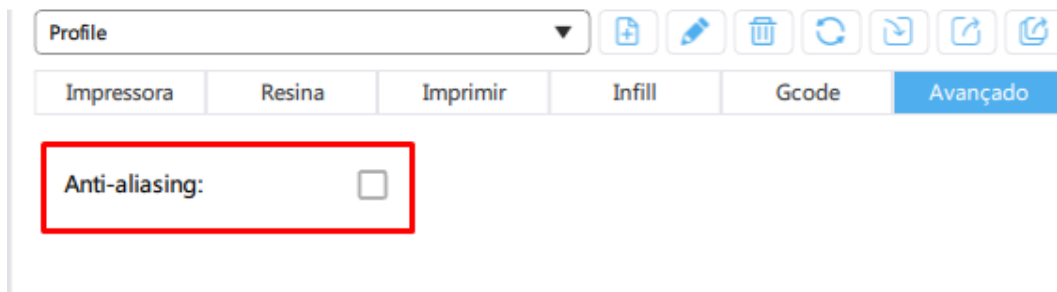 Profile
Impressora Resina Imprimir Infill Gcode Avançado
Anti-aliasing: